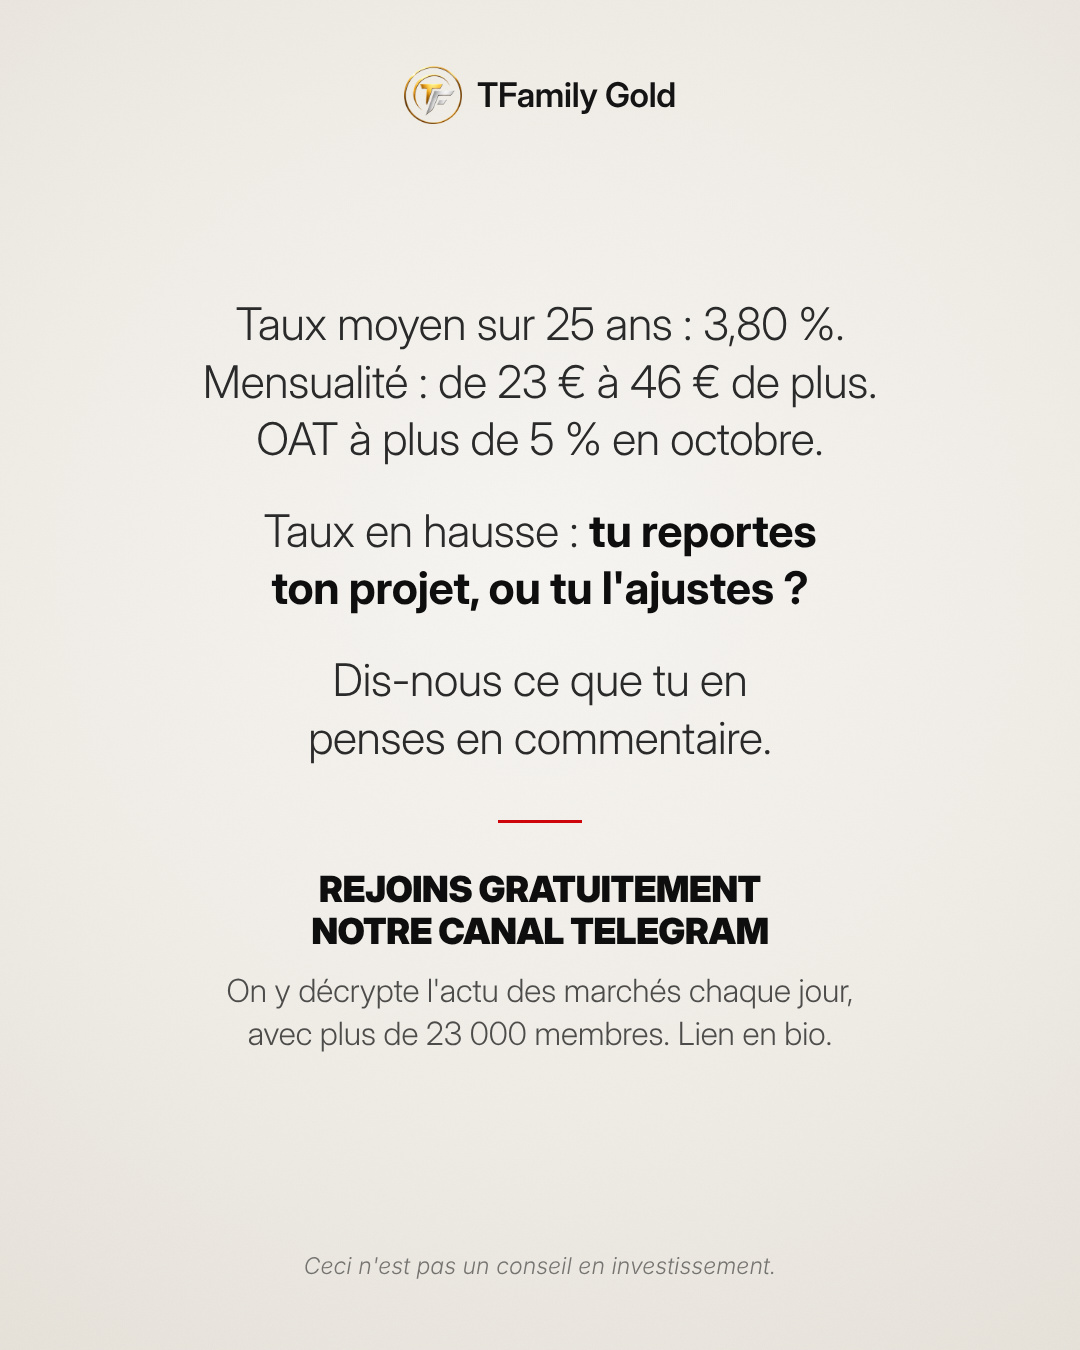 TF TFamily Gold
Taux moyen sur 25 ans : 3,80 %.
Mensualité : de 23 € à 46 € de plus.
OAT à plus de 5 % en octobre.
Taux en hausse : tu reportes
ton projet, ou tu l'ajustes ?
Dis-nous ce que tu en
penses en commentaire.
REJOINS GRATUITEMENT
NOTRE CANAL TELEGRAM
On y décrypte l'actu des marchés chaque jour,
avec plus de 23 000 membres. Lien en bio.
Ceci n'est pas un conseil en investissement.